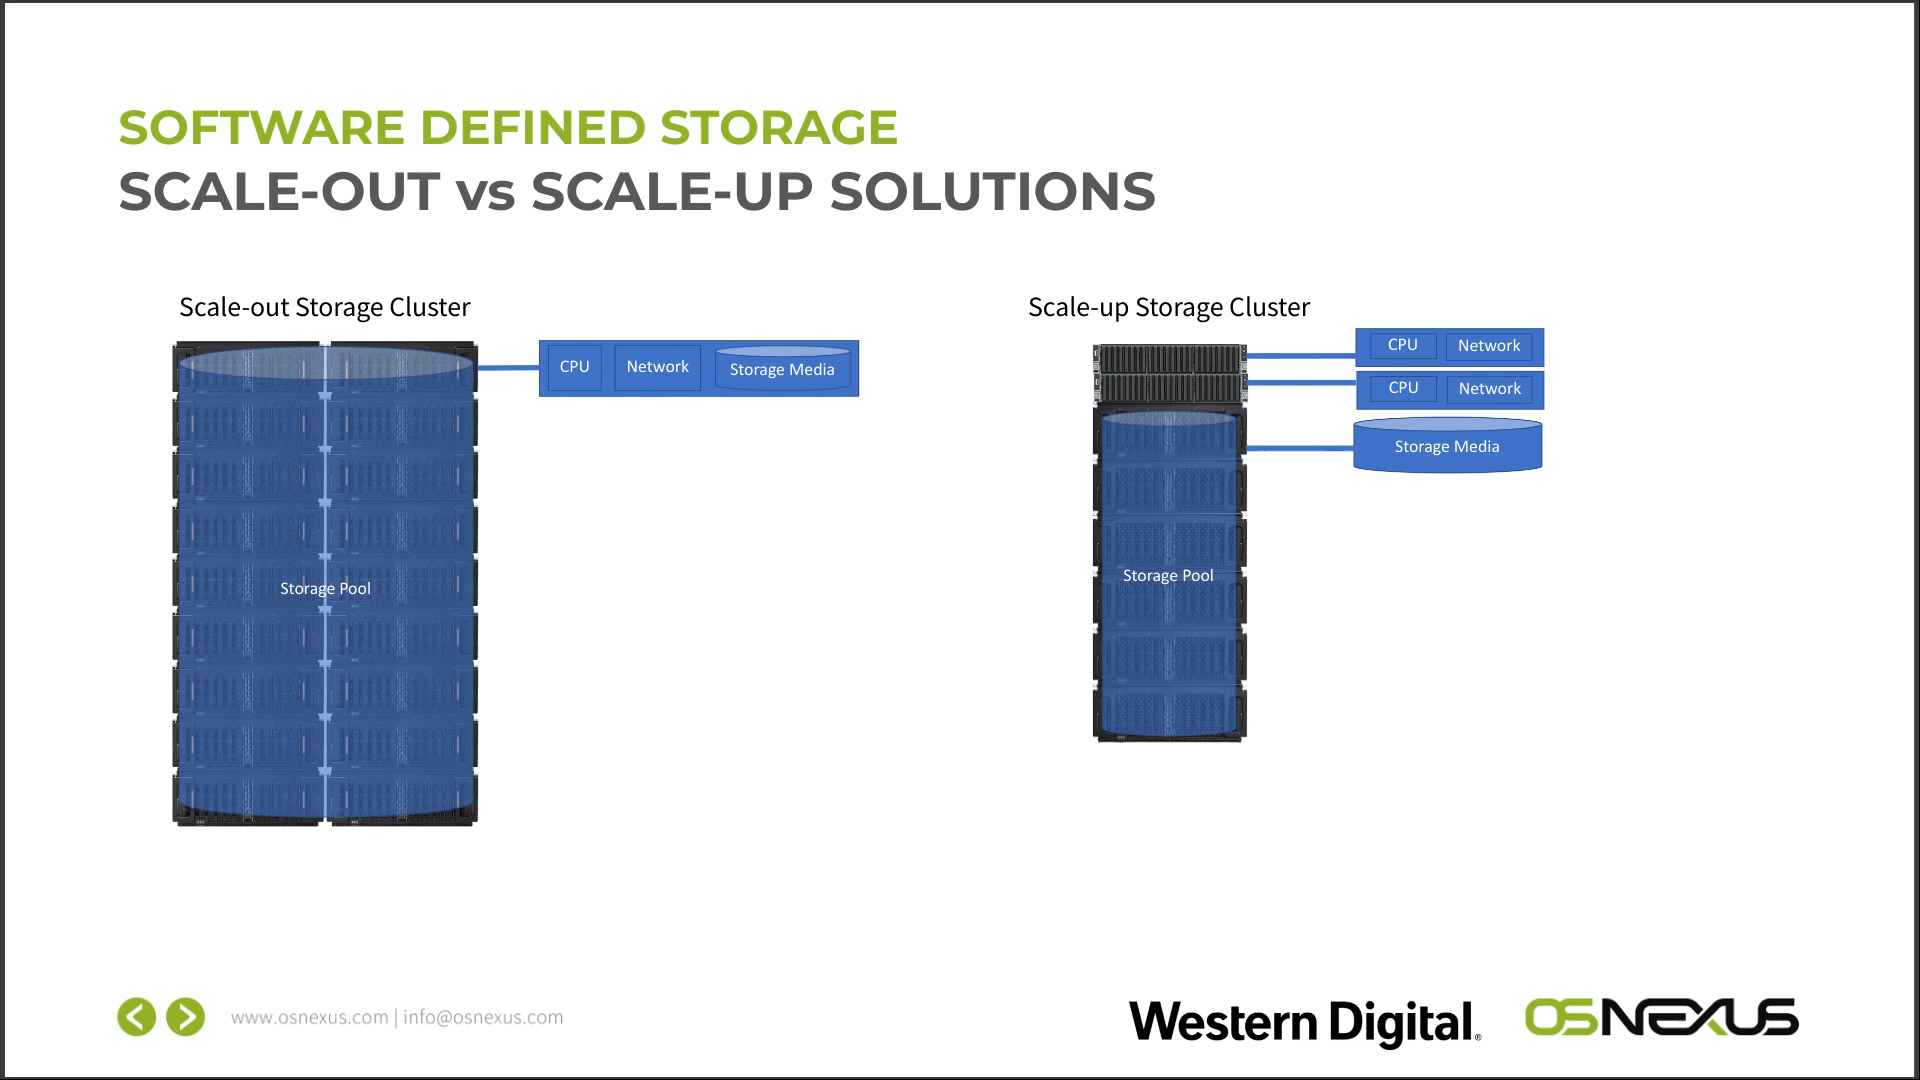 SOFTWARE DEFINED STORAGE
SCALE-OUT vs SCALE-UP SOLUTIONS
Scale-out Storage Cluster
CPU
Network
Storage Media
Storage Pool
Scale-up Storage Cluster
CPU
Network
CPU
Network
Storage Media
Storage Pool
www.osnexus.com | info@osnexus.com
Western Digital®
OSNEXUS